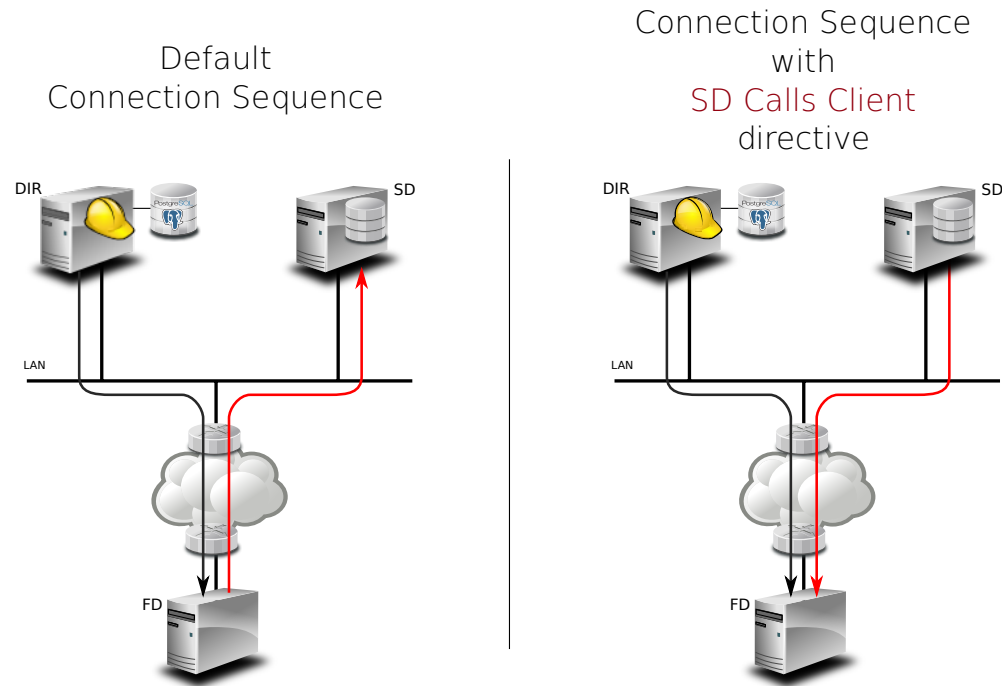 Default
Connection Sequence
DIR
PostgreSQL
SD
LAN
FD
Connection Sequence
with
SD Calls Client
directive
DIR
PostgreSQL
SD
LAN
FD